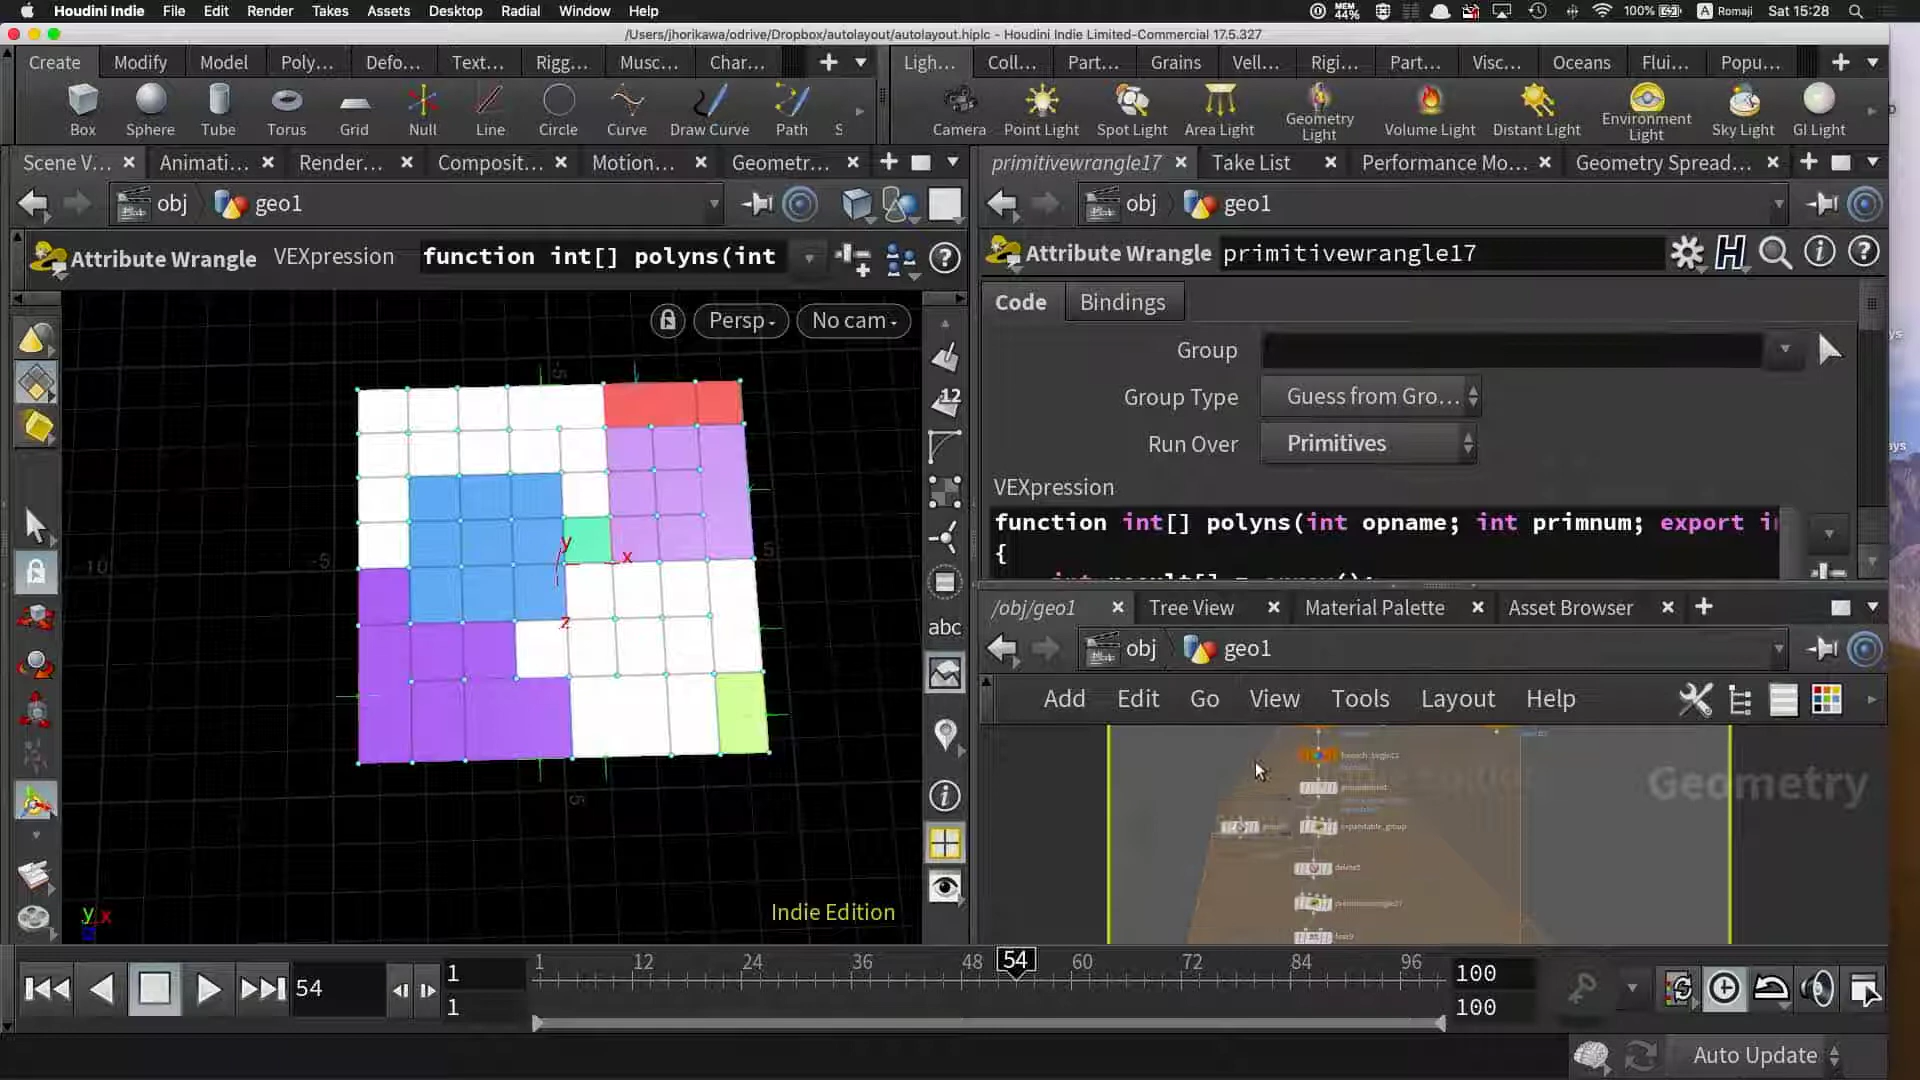 Houdini Indie File Edit Render Takes Assets Desktop Radial Window Help MEM 44% 100% A Romaji Sat 15:28
/Users/jhorikawa/odrive/Dropbox/autolayout/autolayout.hiplc - Houdini Indie Limited-Commercial 17.5.327
Create Modify Model Poly... Defo... Text... Rigg... Musc... Char...
Ligh... Coll... Part... Grains Vell... Rigi... Part... Visc... Oceans Flui... Popu...
Box Sphere Tube Torus Grid Null Line Circle Curve Draw Curve Path S
Camera Point Light Spot Light Area Light Geometry Light Volume Light Distant Light Environment Light Sky Light GI Light
Scene V... Animati... Render... Composit... Motion... Geometr...
primitivewrangle17 Take List Performance Mo... Geometry Spread...
obj geo1
obj geo1
Attribute Wrangle VEXpression function int[] polyns(int
Attribute Wrangle primitivewrangle17
Code Bindings
Persp No cam
Group
Group Type Guess from Gro...
Run Over Primitives
VEXpression
function int[] polyns(int opname; int primnum; export i
{
12
abc
-5
-10 -5 5
5
y
x
z
y x
Indie Edition
/obj/geo1 Tree View Material Palette Asset Browser
obj geo1
Add Edit Go View Tools Layout Help
Geometry
expandable_group
54 1 1 12 24 36 48 54 60 72 84 96 100
1 100
Auto Update